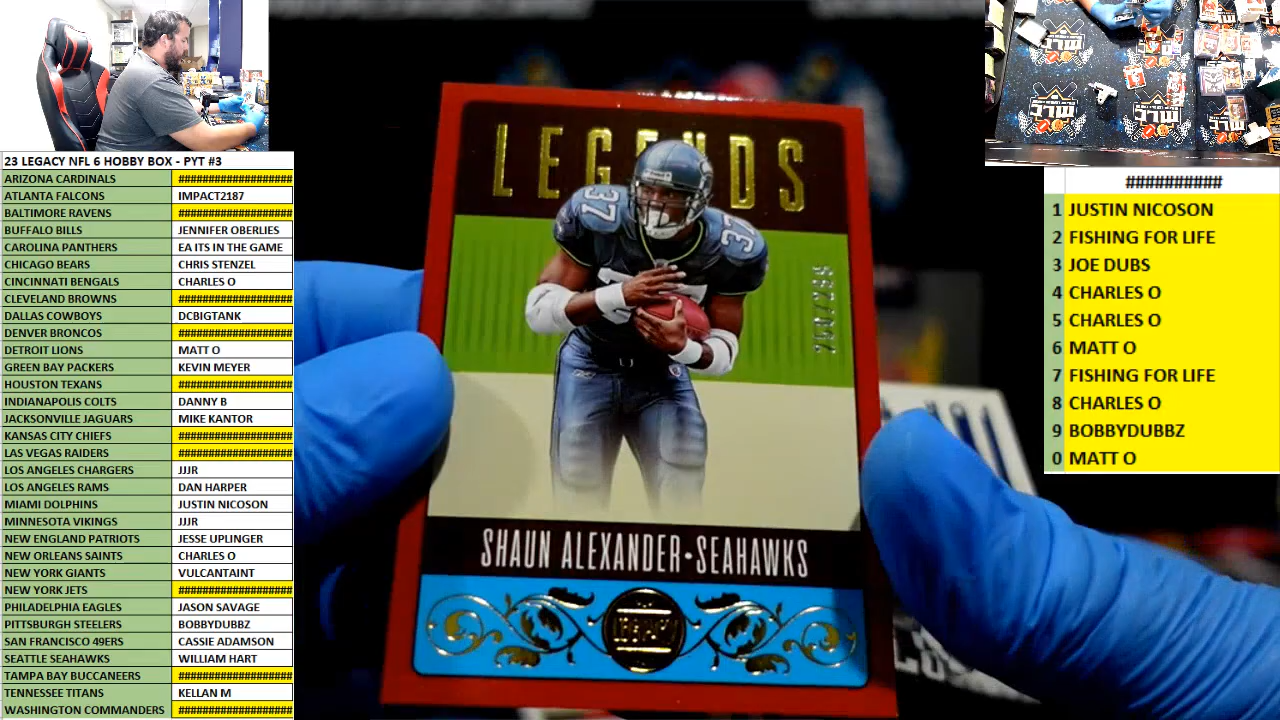 23 LEGACY NFL 6 HOBBY BOX - PYT #3
ARIZONA CARDINALS ##################
ATLANTA FALCONS IMPACT2187
BALTIMORE RAVENS ##################
BUFFALO BILLS JENNIFER OBERLIES
CAROLINA PANTHERS EA ITS IN THE GAME
CHICAGO BEARS CHRIS STENZEL
CINCINNATI BENGALS CHARLES O
CLEVELAND BROWNS ##################
DALLAS COWBOYS DCBIGTANK
DENVER BRONCOS ##################
DETROIT LIONS MATT O
GREEN BAY PACKERS KEVIN MEYER
HOUSTON TEXANS ##################
INDIANAPOLIS COLTS DANNY B
JACKSONVILLE JAGUARS MIKE KANTOR
KANSAS CITY CHIEFS ##################
LAS VEGAS RAIDERS ##################
LOS ANGELES CHARGERS JJJR
LOS ANGELES RAMS DAN HARPER
MIAMI DOLPHINS JUSTIN NICOSON
MINNESOTA VIKINGS JJJR
NEW ENGLAND PATRIOTS JESSE UPLINGER
NEW ORLEANS SAINTS CHARLES O
NEW YORK GIANTS VULCANTAINT
NEW YORK JETS ##################
PHILADELPHIA EAGLES JASON SAVAGE
PITTSBURGH STEELERS BOBBYDUBBZ
SAN FRANCISCO 49ERS CASSIE ADAMSON
SEATTLE SEAHAWKS WILLIAM HART
TAMPA BAY BUCCANEERS ##################
TENNESSEE TITANS KELLAN M
WASHINGTON COMMANDERS ##################
LEGENDS
37
37
SHAUN ALEXANDER•SEAHAWKS
LEGACY
##########
1 JUSTIN NICOSON
2 FISHING FOR LIFE
3 JOE DUBS
4 CHARLES O
5 CHARLES O
6 MATT O
7 FISHING FOR LIFE
8 CHARLES O
9 BOBBYDUBBZ
0 MATT O